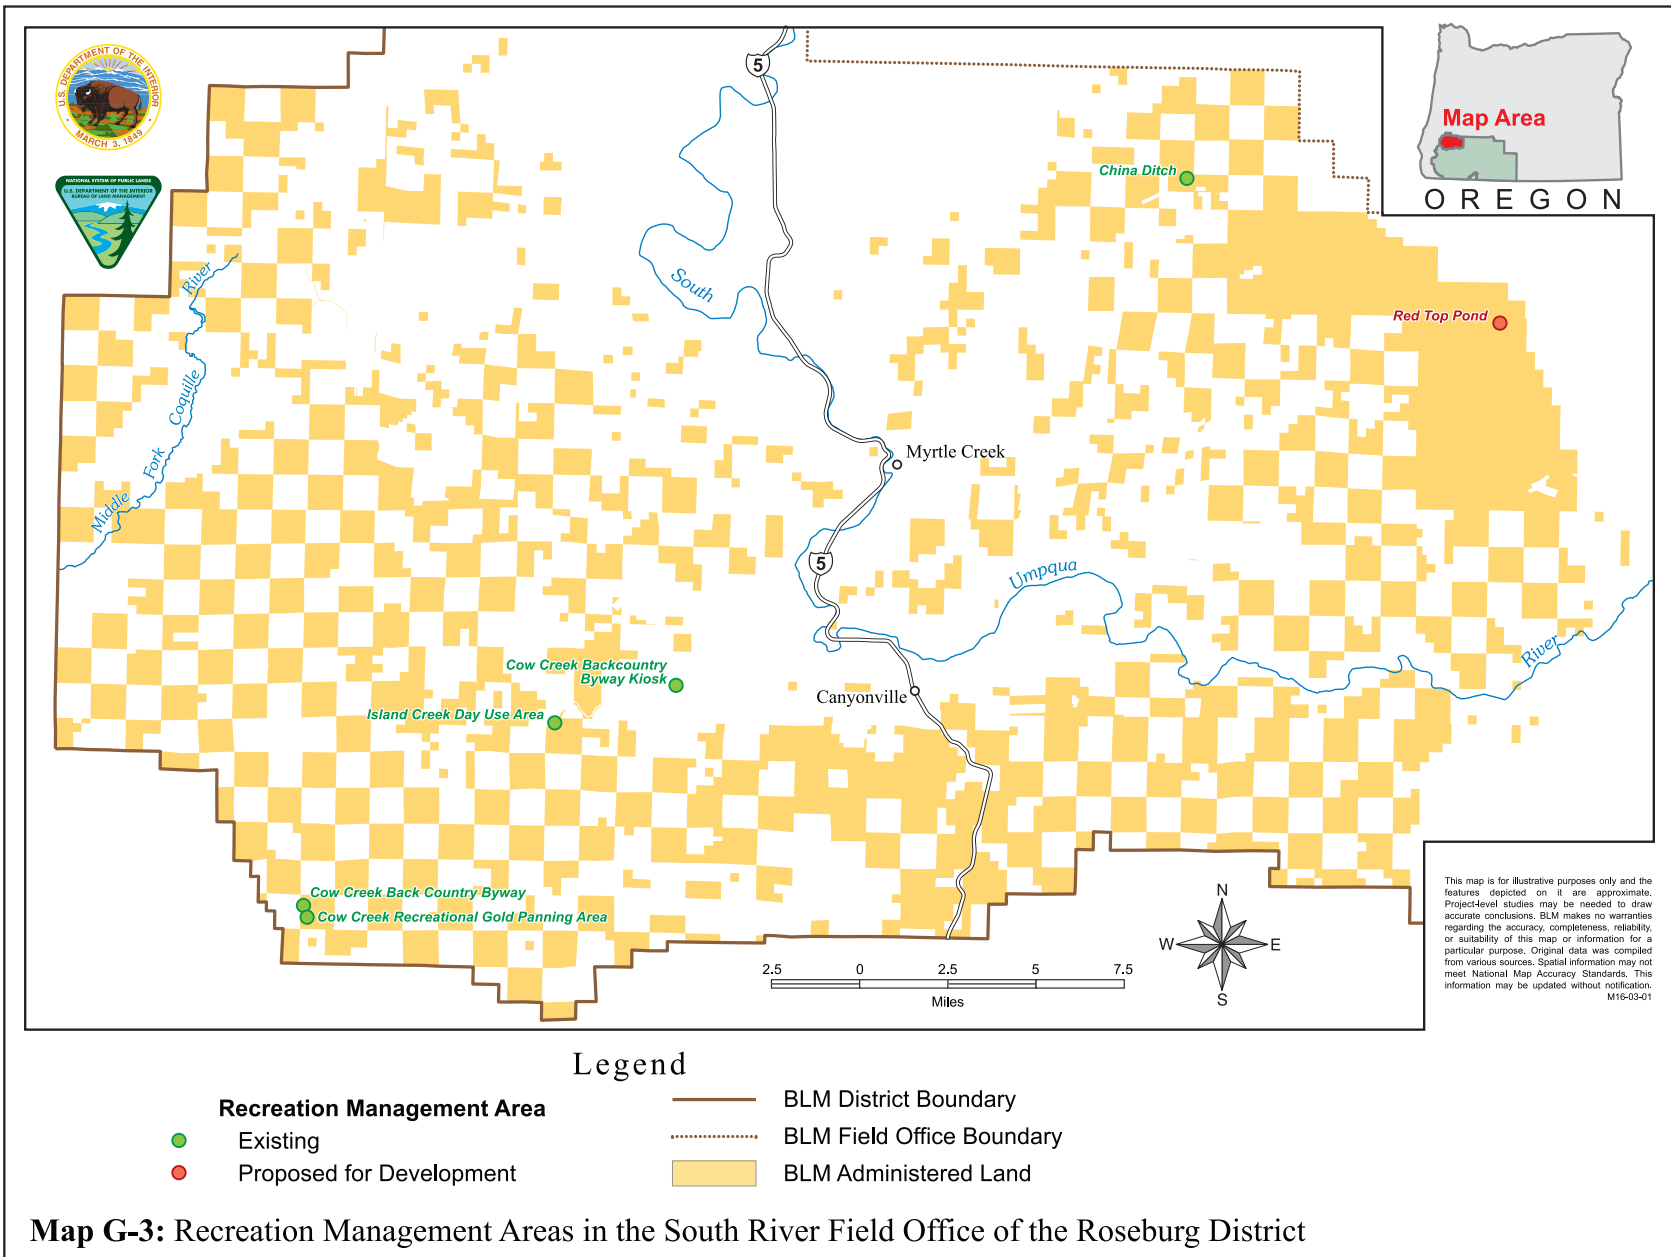 U.S. DEPARTMENT OF THE INTERIOR
MARCH 3, 1849
NATIONAL SYSTEM OF PUBLIC LANDS
U.S. DEPARTMENT OF THE INTERIOR
BUREAU OF LAND MANAGEMENT
5
Map Area
OREGON
China Ditch
Red Top Pond
River
South
Coquille
Fork
Middle
Myrtle Creek
5
Umpqua
River
Cow Creek Backcountry
Byway Kiosk
Island Creek Day Use Area
Canyonville
Cow Creek Back Country Byway
Cow Creek Recreational Gold Panning Area
N
W
E
S
2.5 0 2.5 5 7.5
Miles
This map is for illustrative purposes only and the
features depicted on it are approximate.
Project-level studies may be needed to draw
accurate conclusions. BLM makes no warranties
regarding the accuracy, completeness, reliability,
or suitability of this map or information for a
particular purpose. Original data was compiled
from various sources. Spatial information may not
meet National Map Accuracy Standards. This
information may be updated without notification.
M16-03-01
Legend
Recreation Management Area
Existing
Proposed for Development
BLM District Boundary
BLM Field Office Boundary
BLM Administered Land
Map G-3: Recreation Management Areas in the South River Field Office of the Roseburg District